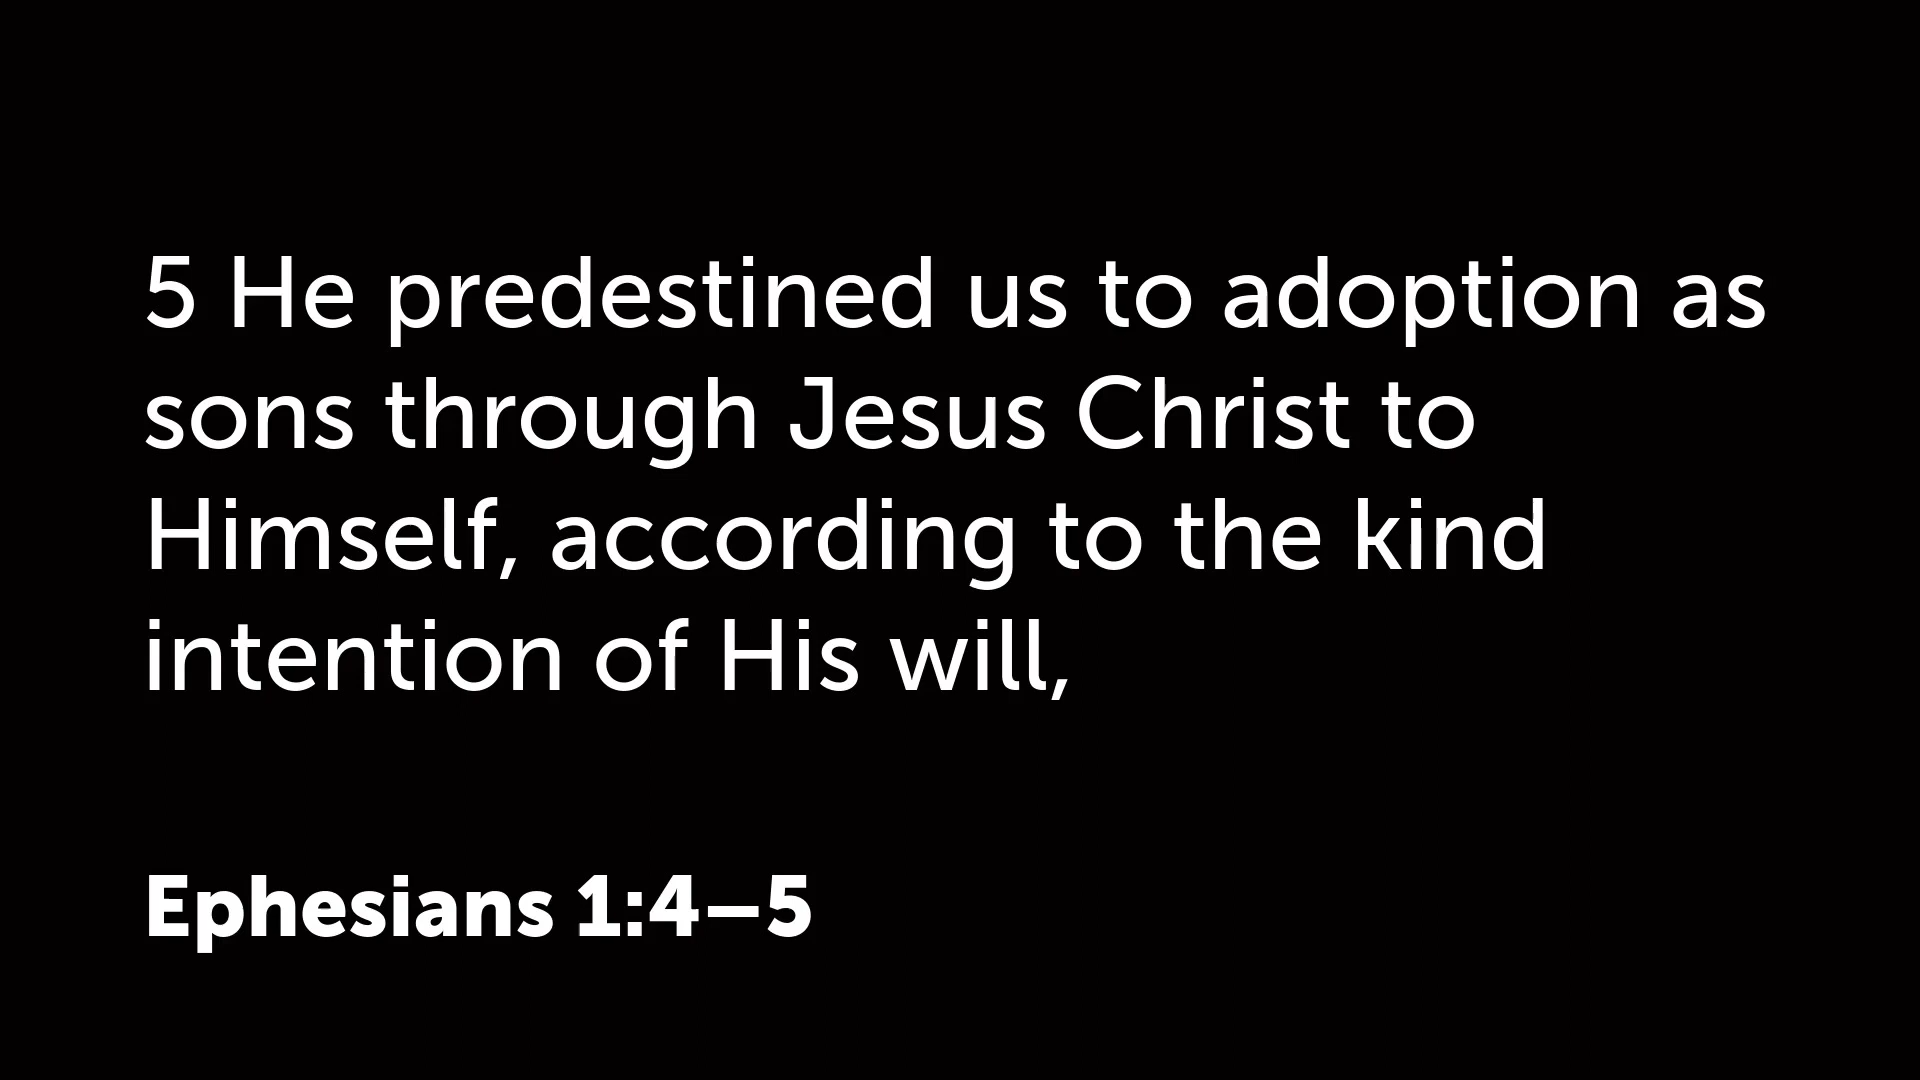 5 He predestined us to adoption as
sons through Jesus Christ to
Himself, according to the kind
intention of His will,
Ephesians 1:4–5